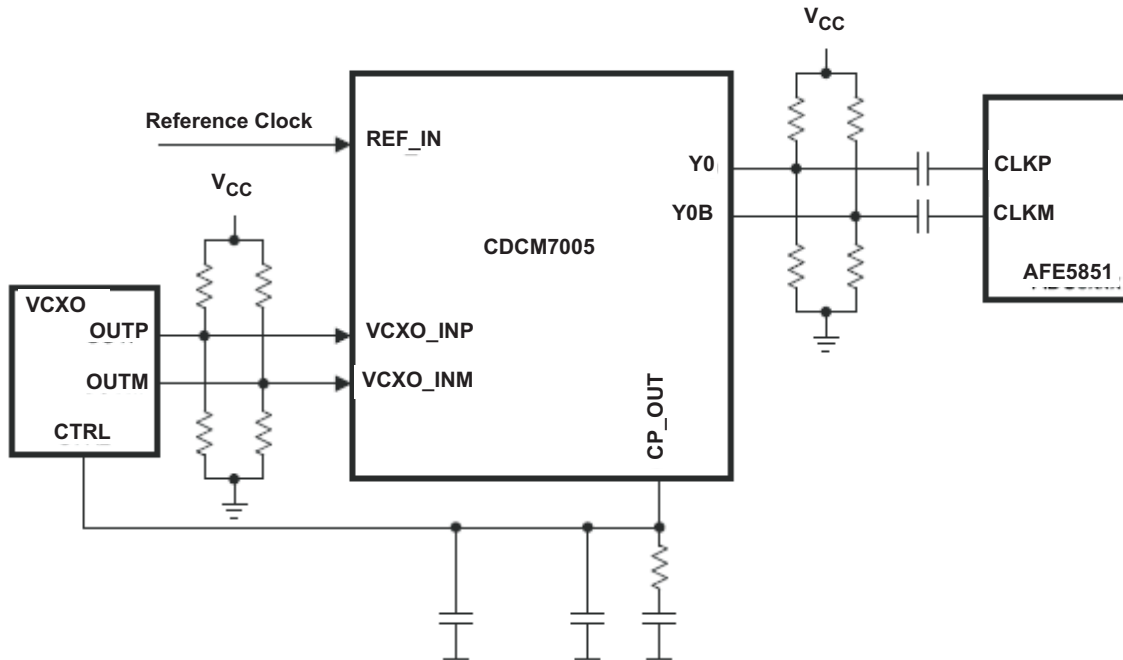 VCC
Reference Clock
REF_IN
Y0
CLKP
VCC
Y0B
CLKM
CDCM7005
AFE5851
VCXO
OUTP
VCXO_INP
OUTM
VCXO_INM
CTRL
CP_OUT